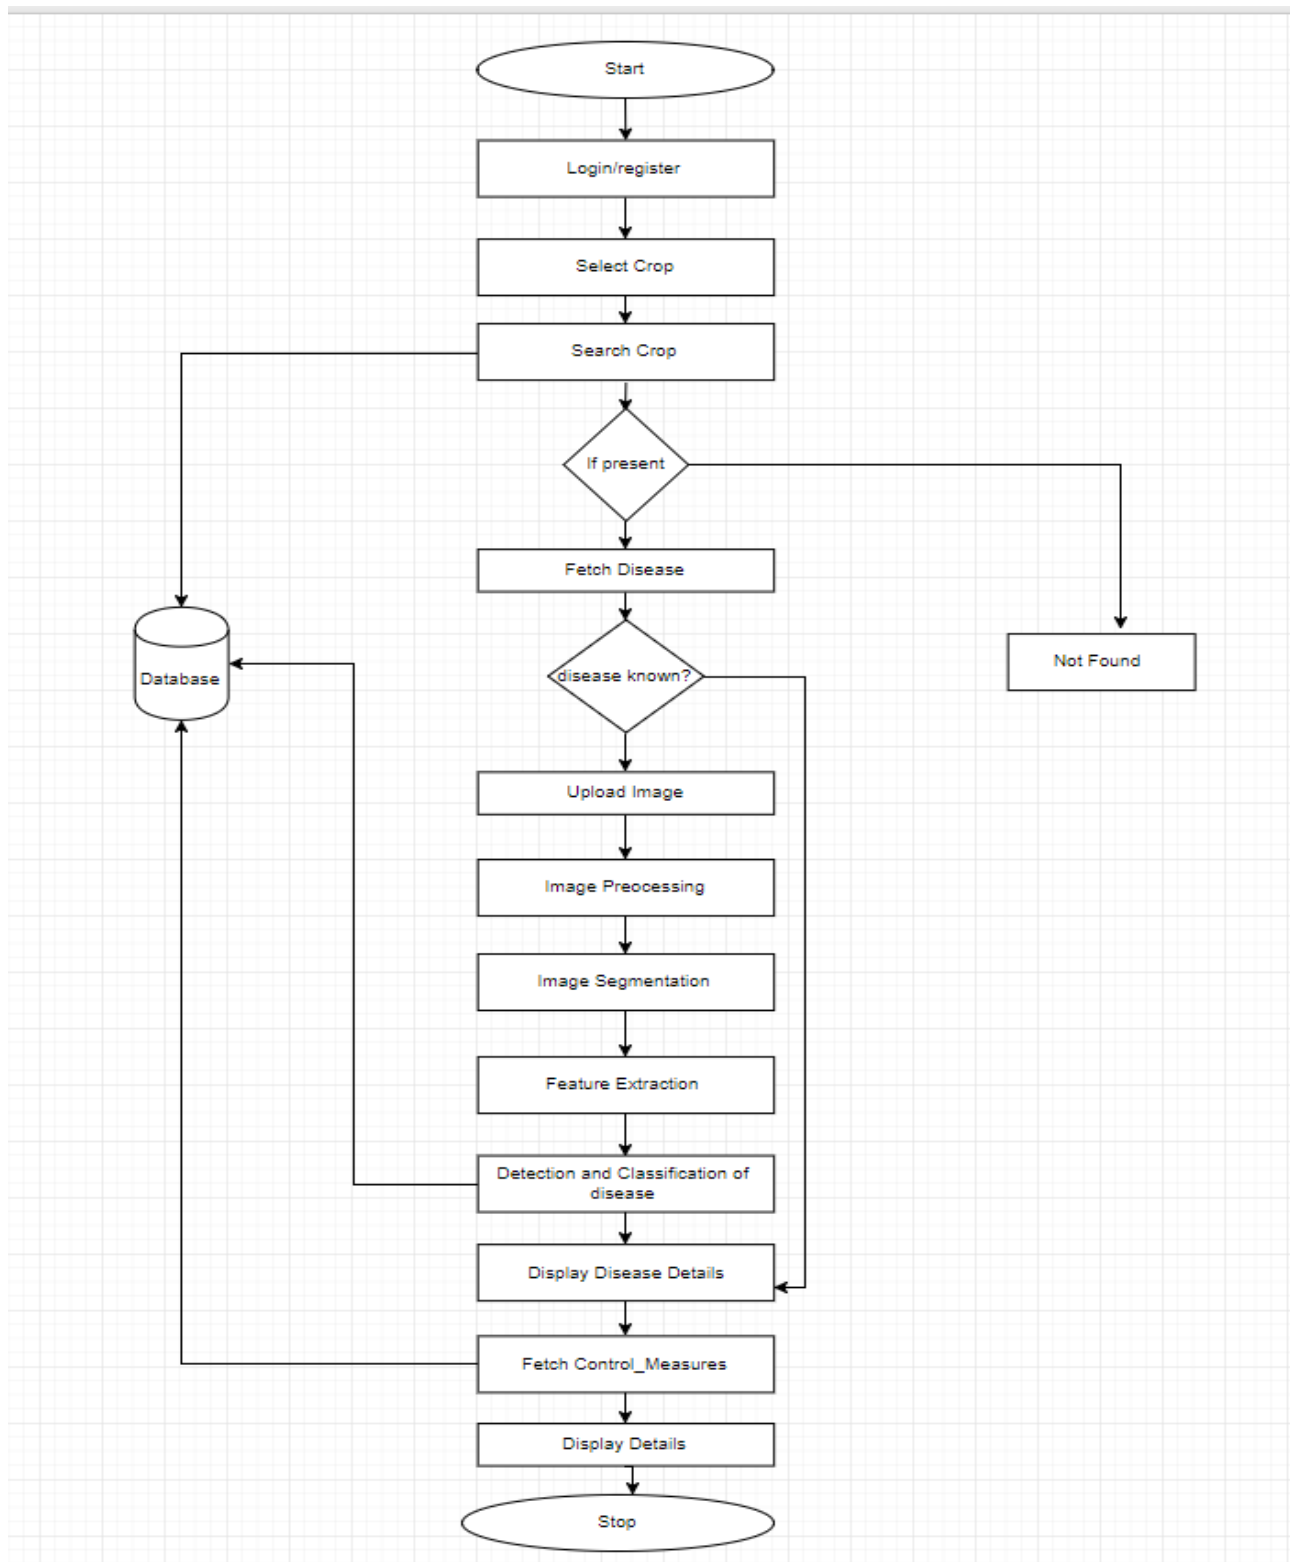 Start
Login/register
Select Crop
Search Crop
If present
Fetch Disease
Not Found
disease known?
Database
Upload Image
Image Preocessing
Image Segmentation
Feature Extraction
Detection and Classification of
disease
Display Disease Details
Fetch Control_Measures
Display Details
Stop